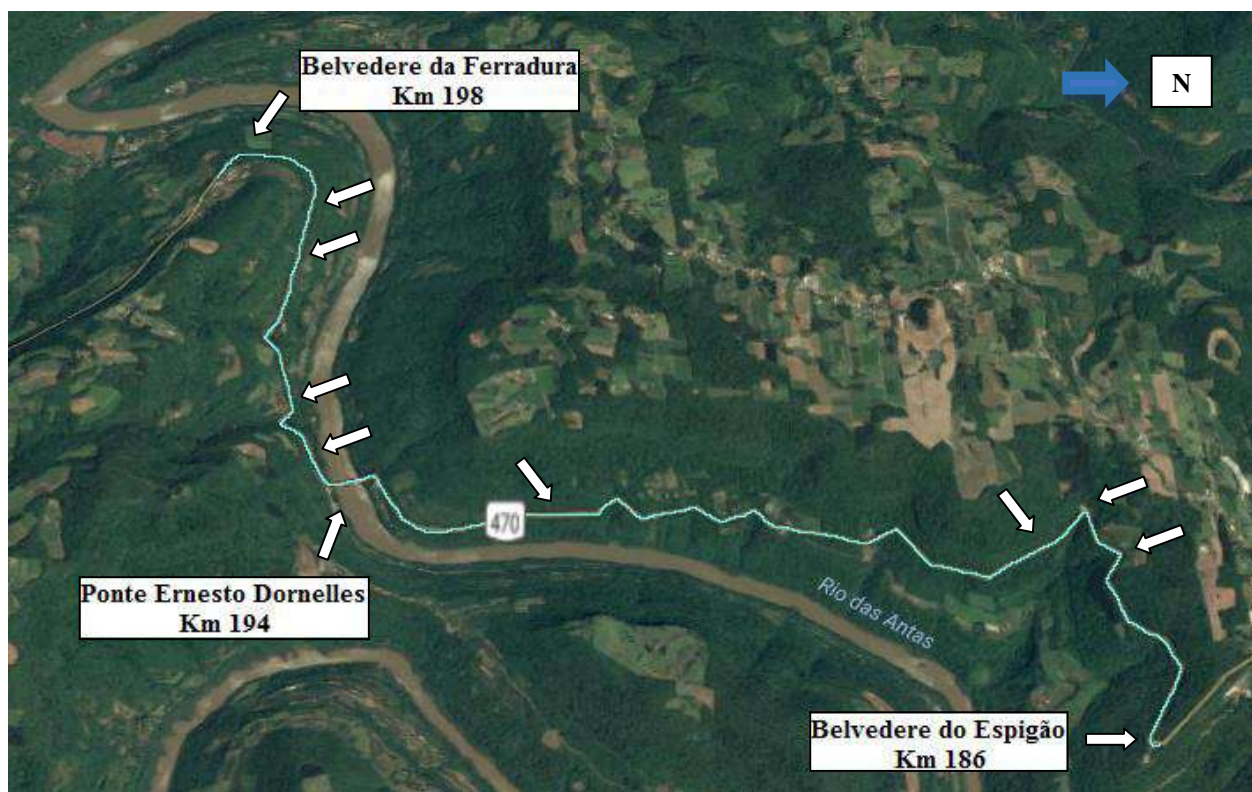 Belvedere da Ferradura
Km 198
N
470
Rio das Antas
Ponte Ernesto Dornelles
Km 194
Belvedere do Espigão
Km 186